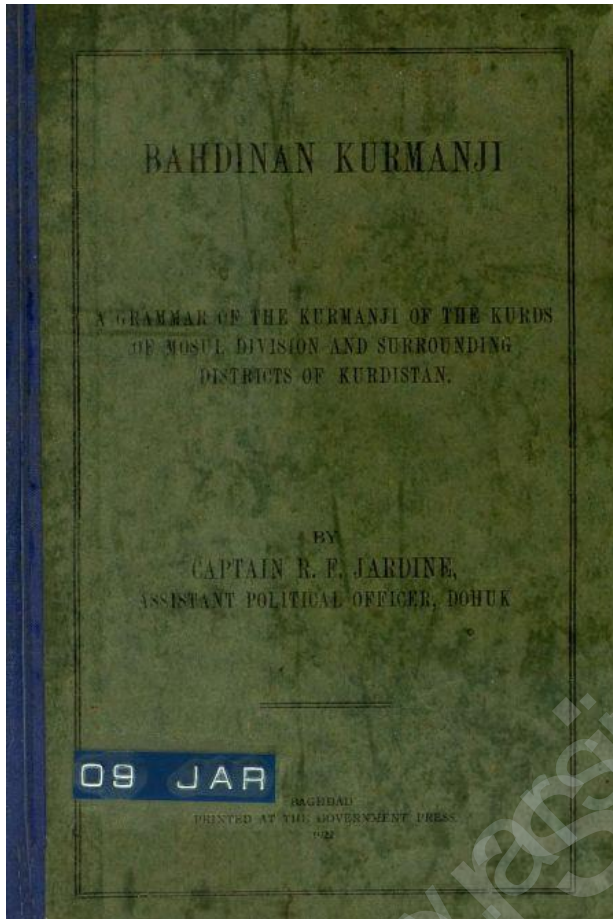 BAHDINAN KURMANJI
A GRAMMAR OF THE KURMANJI OF THE KURDS
OF MOSUL DIVISION AND SURROUNDING
DISTRICTS OF KURDISTAN.
BY
CAPTAIN R. F. JARDINE,
ASSISTANT POLITICAL OFFICER, DOHUK
09 JAR
BAGHDAD
PRINTED AT THE GOVERNMENT PRESS.
1922